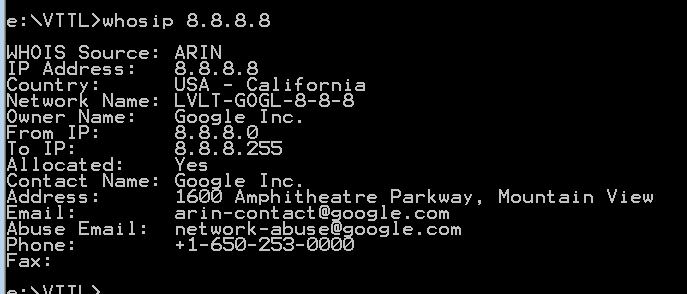 e:\VTTL>whosip 8.8.8.8
WHOIS Source: ARIN
IP Address:   8.8.8.8
Country:      USA - California
Network Name: LVLT-GOGL-8-8-8
Owner Name:   Google Inc.
From IP:      8.8.8.0
To IP:        8.8.8.255
Allocated:    Yes
Contact Name: Google Inc.
Address:      1600 Amphitheatre Parkway, Mountain View
Email:        arin-contact@google.com
Abuse Email:  network-abuse@google.com
Phone:        +1-650-253-0000
Fax:
e:\VTTL>_